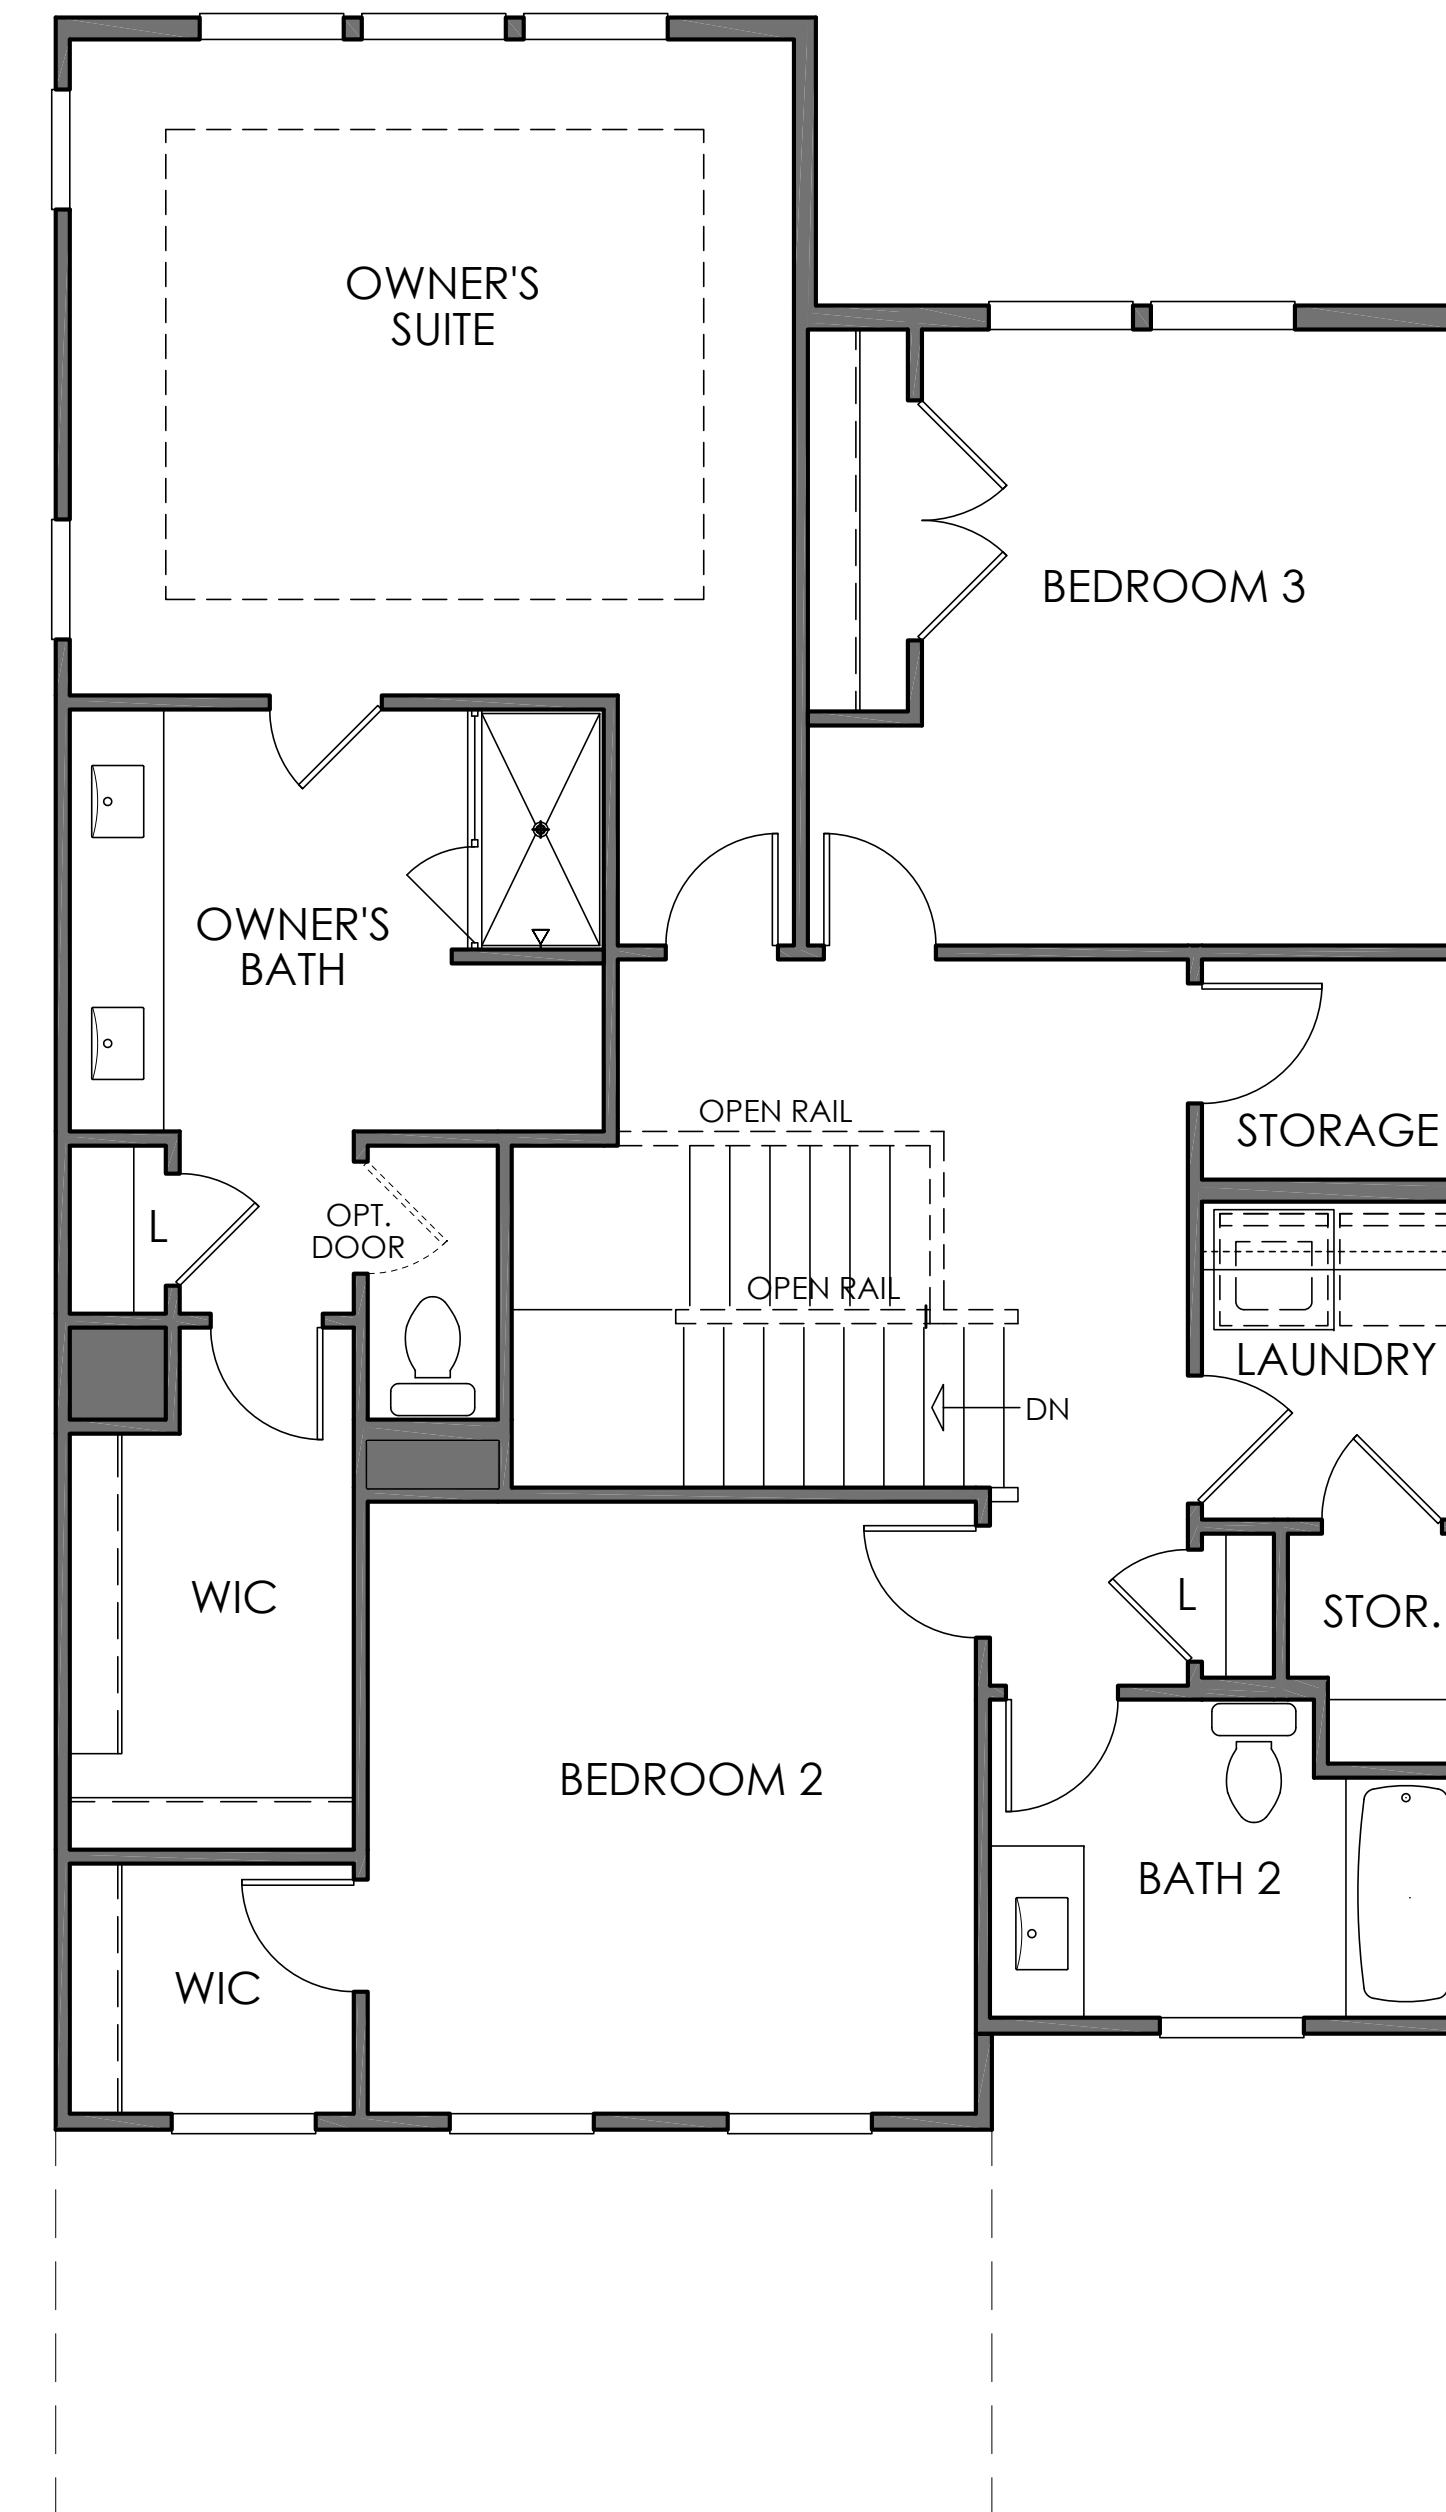 OWNER'S
SUITE
BEDROOM 3
OWNER'S
BATH
OPEN RAIL
STORAGE
L
OPT.
DOOR
OPEN RAIL
LAUNDRY
DN
WIC
L
STOR.
BEDROOM 2
BATH 2
WIC